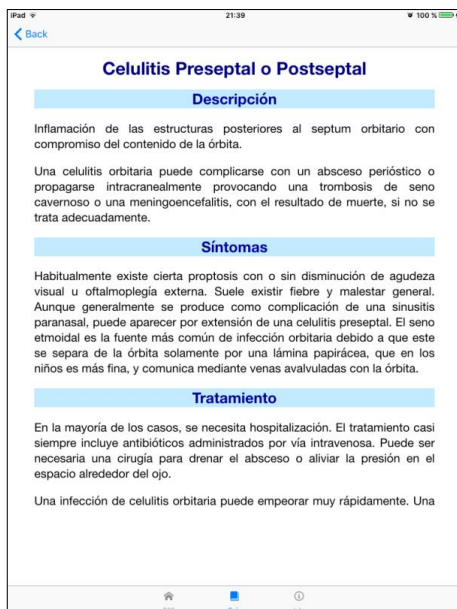 iPad
21:39
100 %
Back
Celulitis Preseptal o Postseptal
Descripción
Inflamación de las estructuras posteriores al septum orbitario con
compromiso del contenido de la órbita.
Una celulitis orbitaria puede complicarse con un absceso perióstico o
propagarse intracranealmente provocando una trombosis de seno
cavernoso o una meningoencefalitis, con el resultado de muerte, si no se
trata adecuadamente.
Síntomas
Habitualmente existe cierta proptosis con o sin disminución de agudeza
visual u oftalmoplegía externa. Suele existir fiebre y malestar general.
Aunque generalmente se produce como complicación de una sinusitis
paranasal, puede aparecer por extensión de una celulitis preseptal. El seno
etmoidal es la fuente más común de infección orbitaria debido a que este
se separa de la órbita solamente por una lámina papirácea, que en los
niños es más fina, y comunica mediante venas avalvuladas con la órbita.
Tratamiento
En la mayoría de los casos, se necesita hospitalización. El tratamiento casi
siempre incluye antibióticos administrados por vía intravenosa. Puede ser
necesaria una cirugía para drenar el absceso o aliviar la presión en el
espacio alrededor del ojo.
Una infección de celulitis orbitaria puede empeorar muy rápidamente. Una